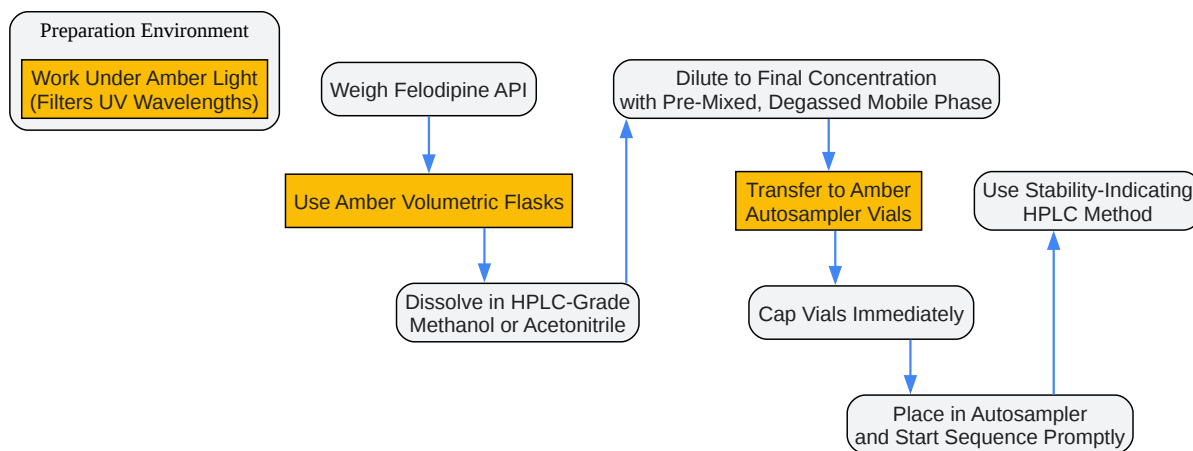 Preparation Environment
Work Under Amber Light
(Filters UV Wavelengths)
Weigh Felodipine API
Use Amber Volumetric Flasks
Dissolve in HPLC-Grade
Methanol or Acetonitrile
Dilute to Final Concentration
with Pre-Mixed, Degassed Mobile Phase
Transfer to Amber
Autosampler Vials
Cap Vials Immediately
Place in Autosampler
and Start Sequence Promptly
Use Stability-Indicating
HPLC Method